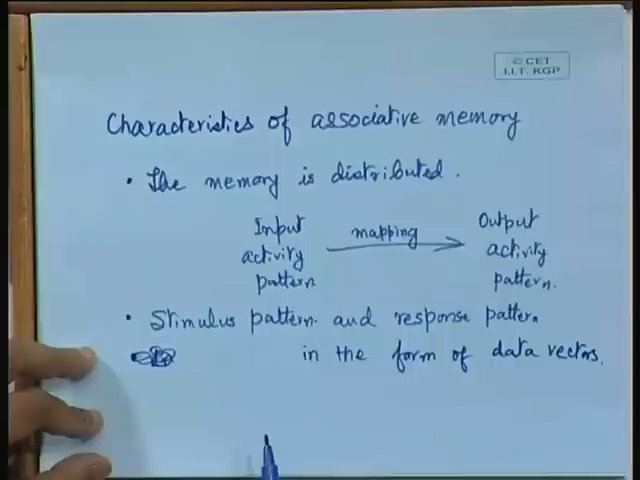 © CET
I.I.T. KGP
Characteristics of associative memory
• The memory is distributed.
Input activity pattern mapping Output activity pattern.
• Stimulus pattern and response pattern
in the form of data vectors.